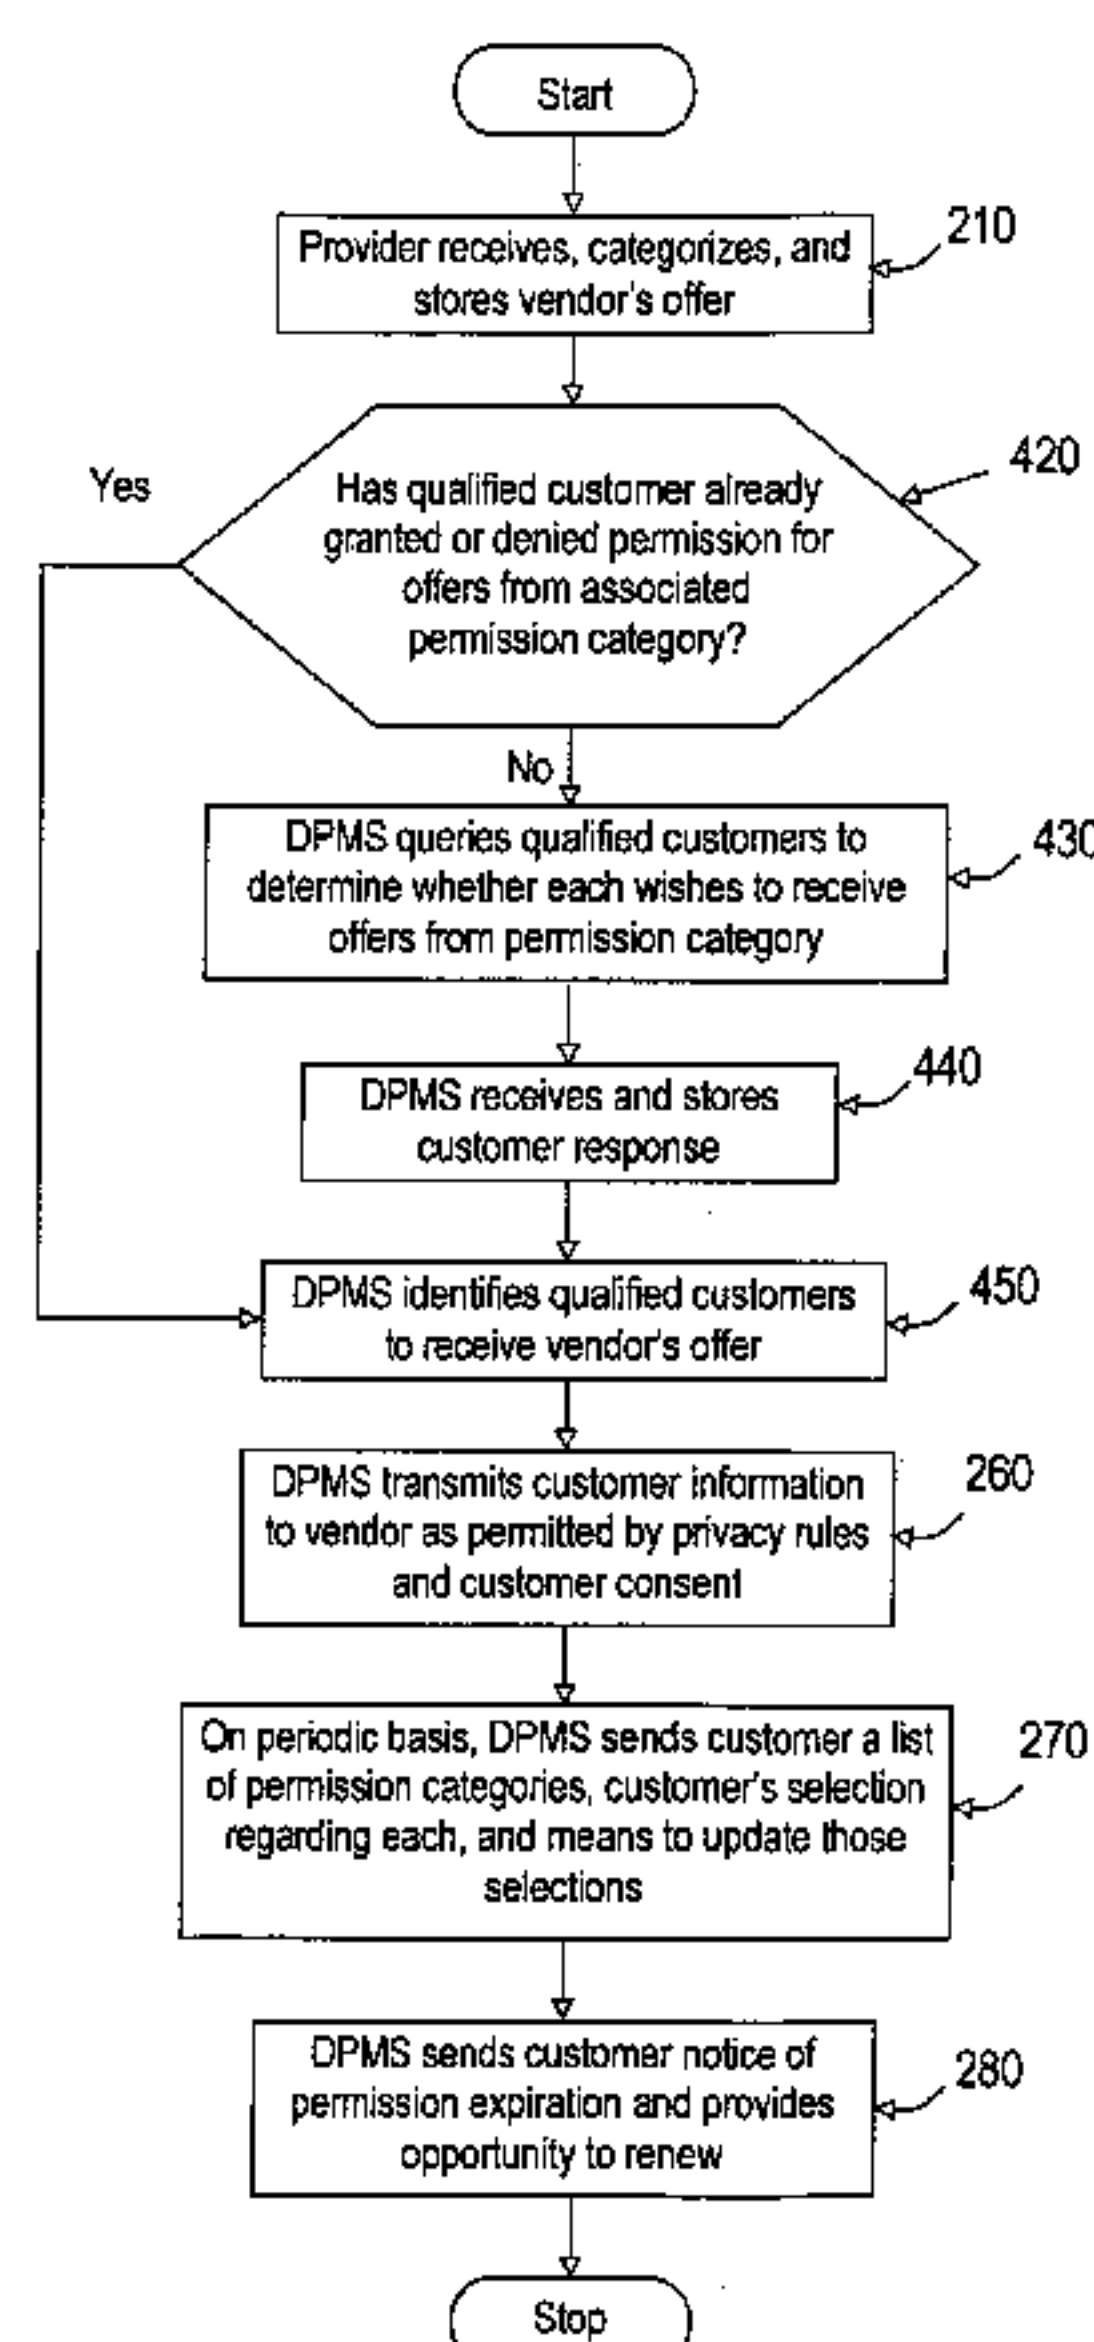 Start
Provider receives, categorizes, and
stores vendor's offer
210
Yes
Has qualified customer already
granted or denied permission for
offers from associated
permission category?
420
No
DPMS queries qualified customers to
determine whether each wishes to receive
offers from permission category
430
DPMS receives and stores
customer response
440
DPMS identifies qualified customers
to receive vendor's offer
450
DPMS transmits customer information
to vendor as permitted by privacy rules
and customer consent
260
On periodic basis, DPMS sends customer a list
of permission categories, customer's selection
regarding each, and means to update those
selections
270
DPMS sends customer notice of
permission expiration and provides
opportunity to renew
280
Stop